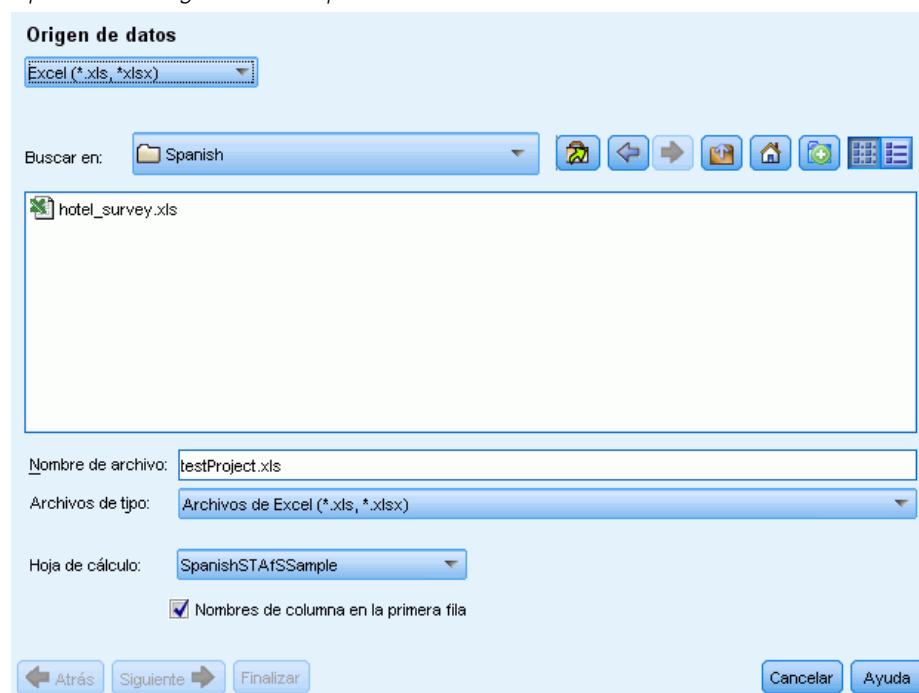 Origen de datos
Excel (*.xls, *xlsx)
Buscar en: Spanish
hotel_survey.xls
Nombre de archivo: testProject.xls
Archivos de tipo: Archivos de Excel (*.xls, *.xlsx)
Hoja de cálculo: SpanishSTAfSSample
Nombres de columna en la primera fila
Atrás Siguiente Finalizar Cancelar Ayuda